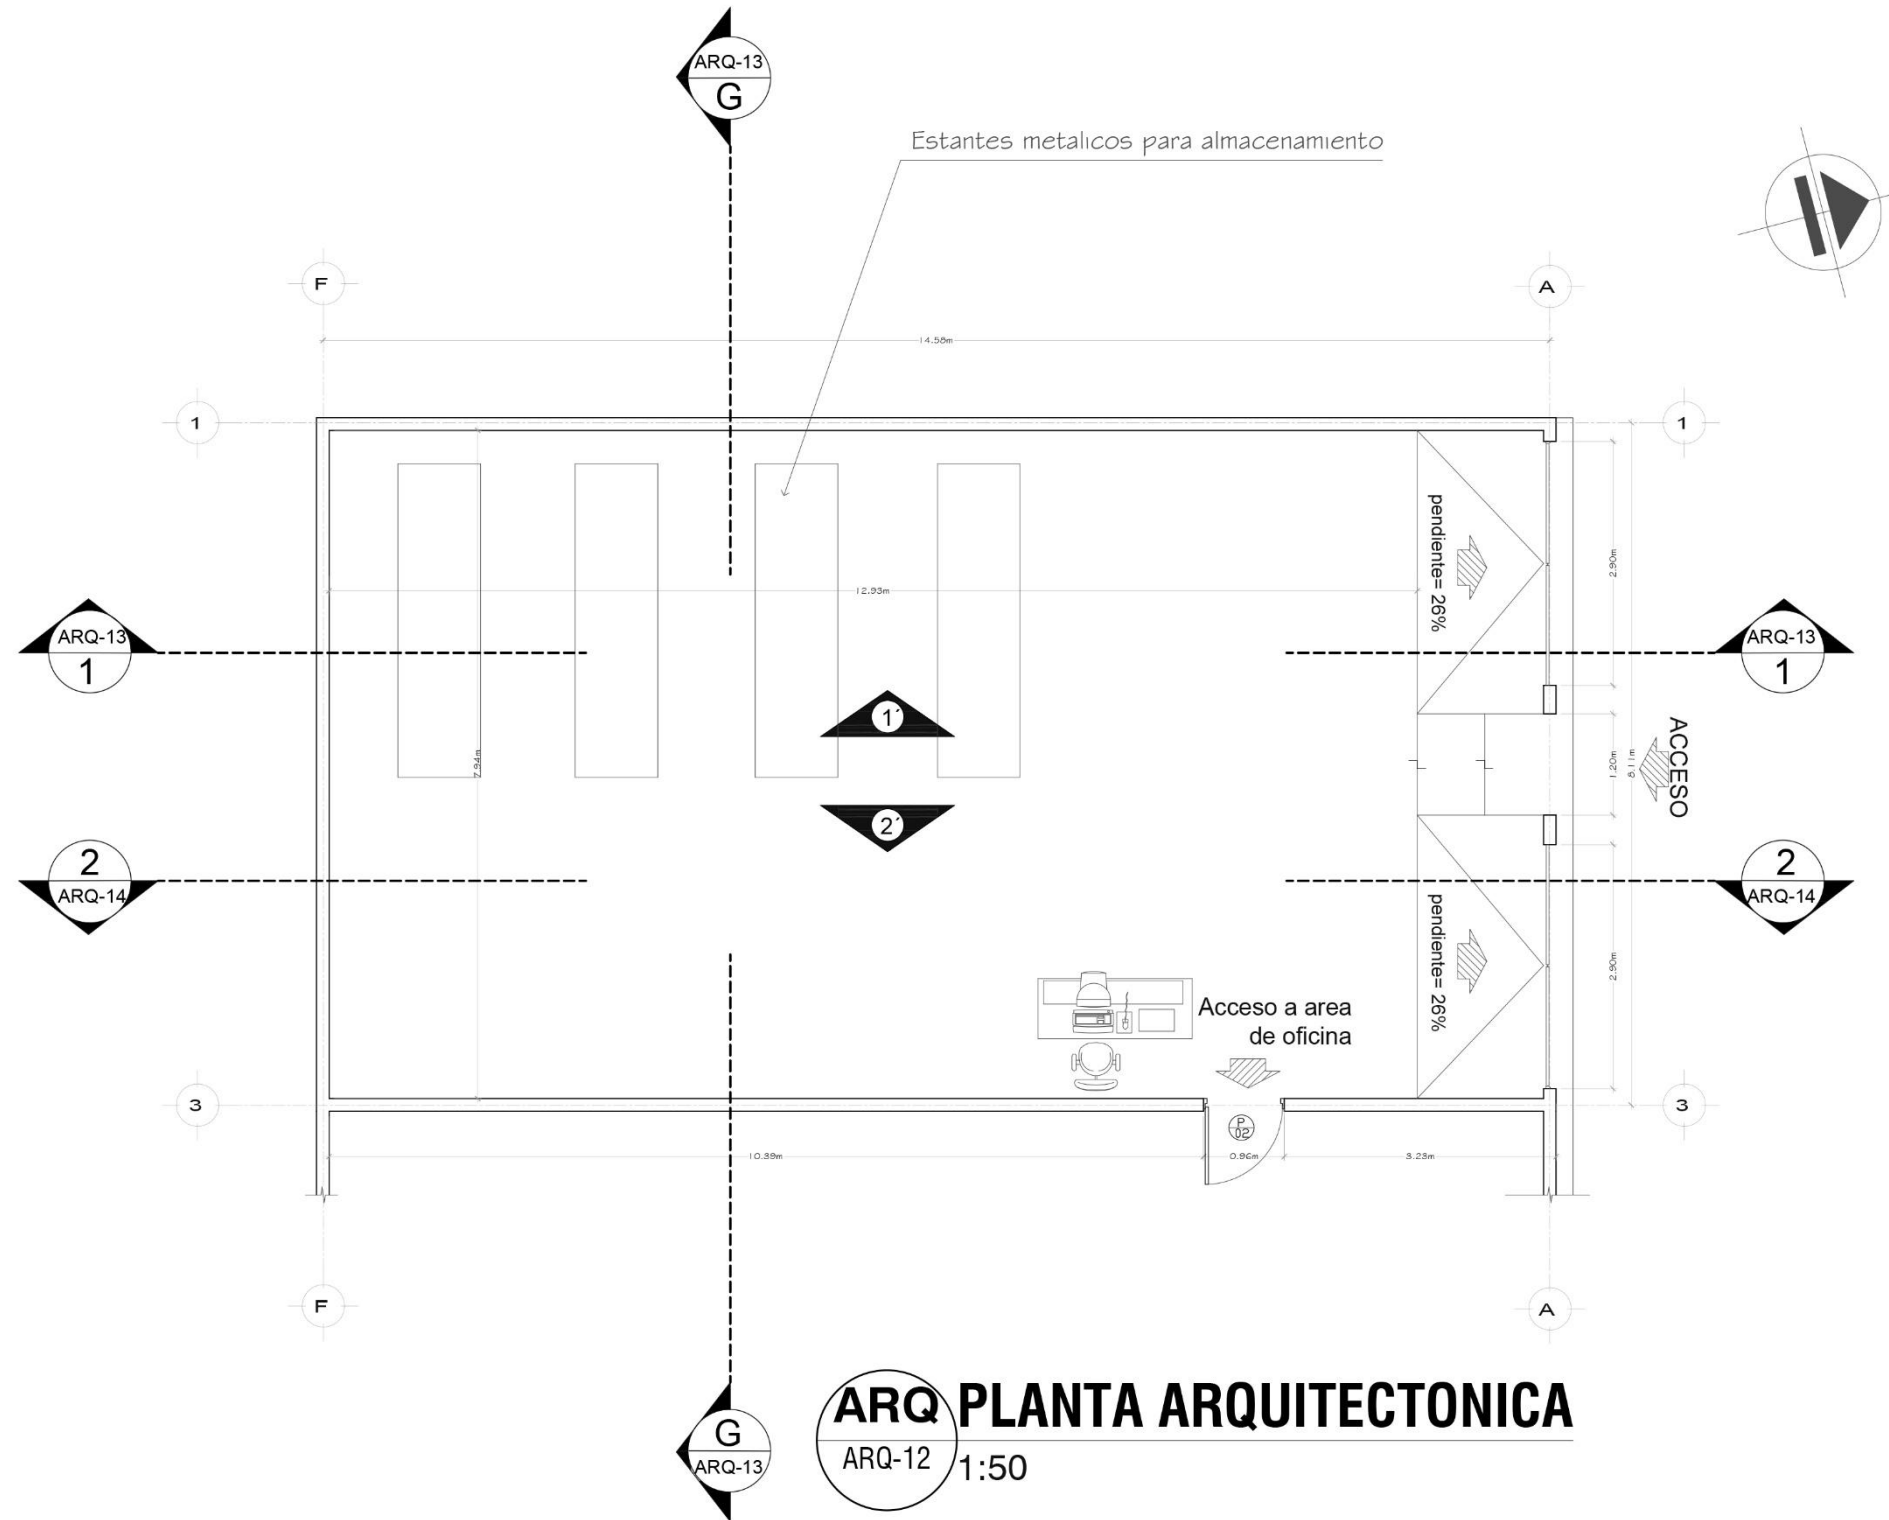 ARQ-13
G
Estantes metalicos para almacenamiento
F
A
14.58m
1
1
pendiente= 26%
2.90m
12.93m
ARQ-13
1
ARQ-13
1
1´
7.94m
1.20m
8.11m
ACCESO
2´
2
ARQ-14
2
ARQ-14
pendiente= 26%
2.90m
Acceso a area
de oficina
3
3
P
02
10.39m
0.96m
3.23m
F
A
G
ARQ-13
ARQ
ARQ-12
PLANTA ARQUITECTONICA
1:50